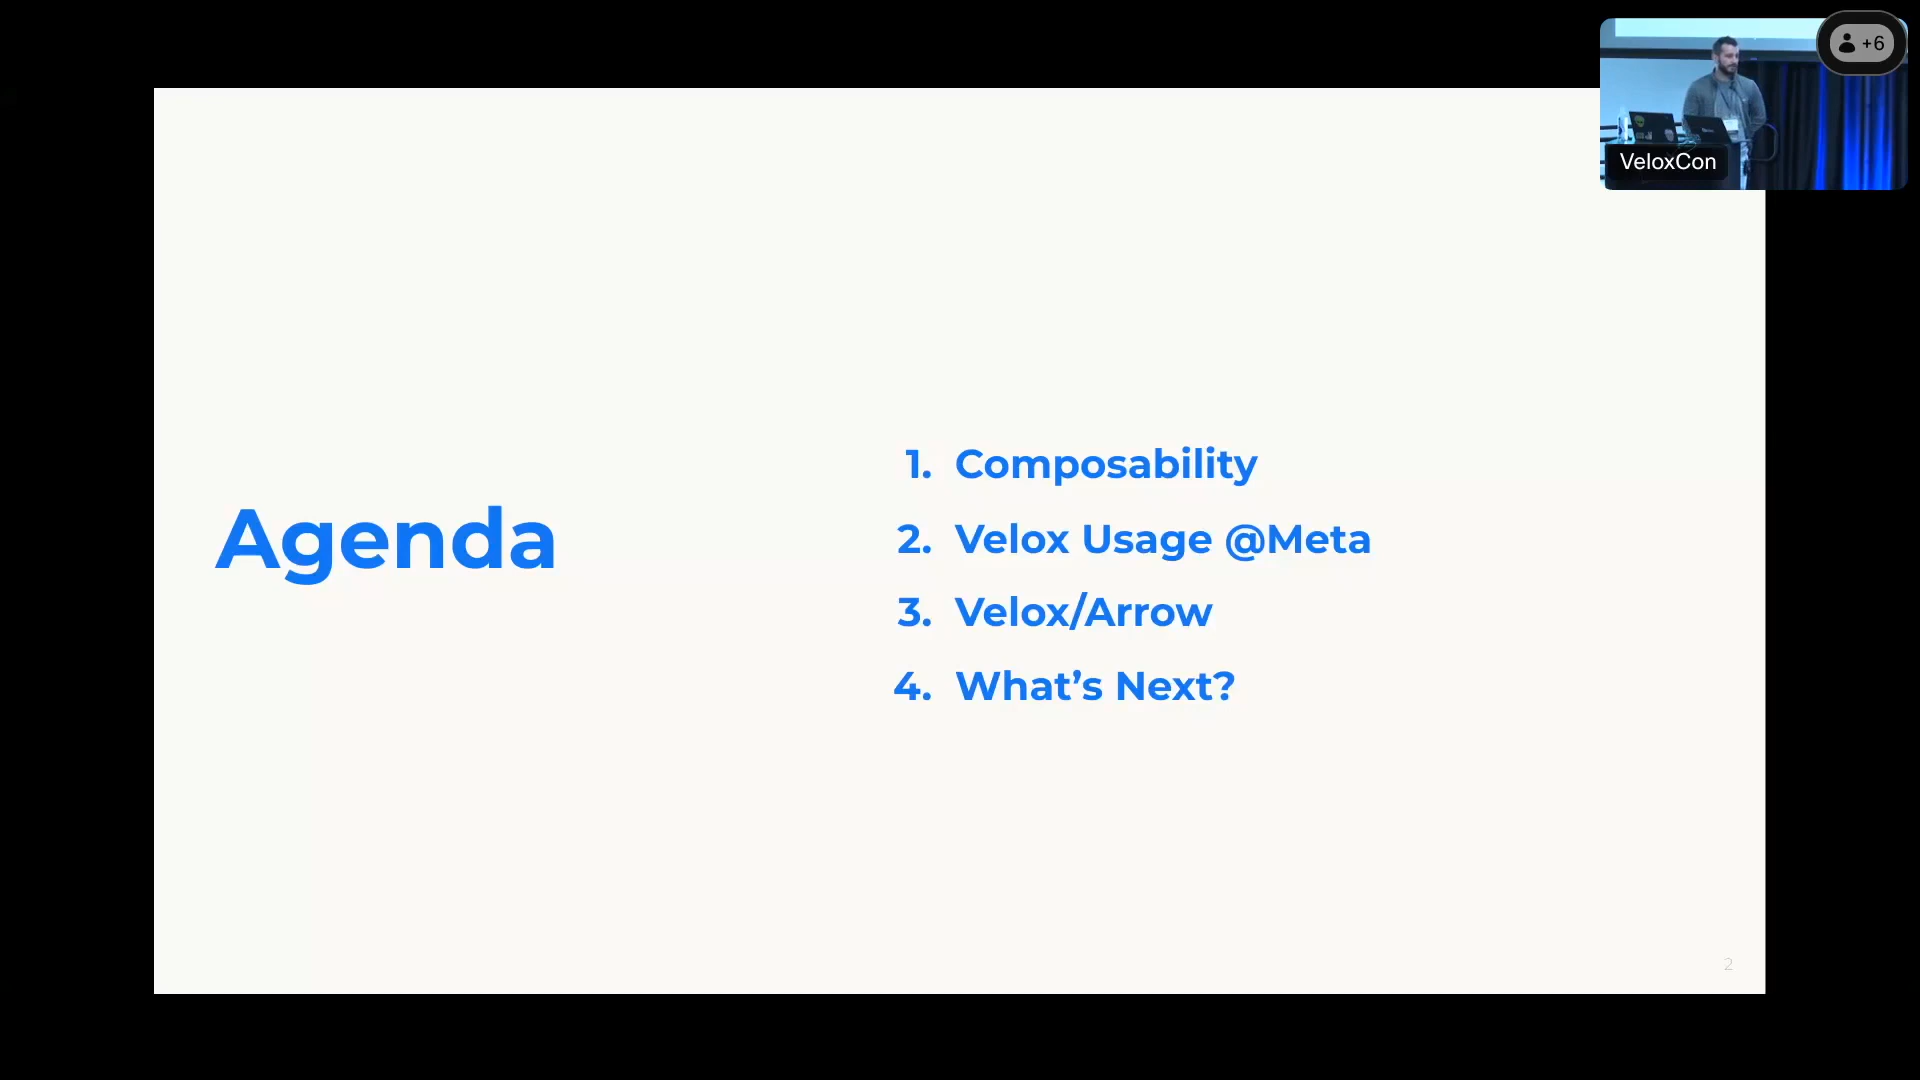 +6
VeloxCon
Agenda
1. Composability
2. Velox Usage @Meta
3. Velox/Arrow
4. What’s Next?
2